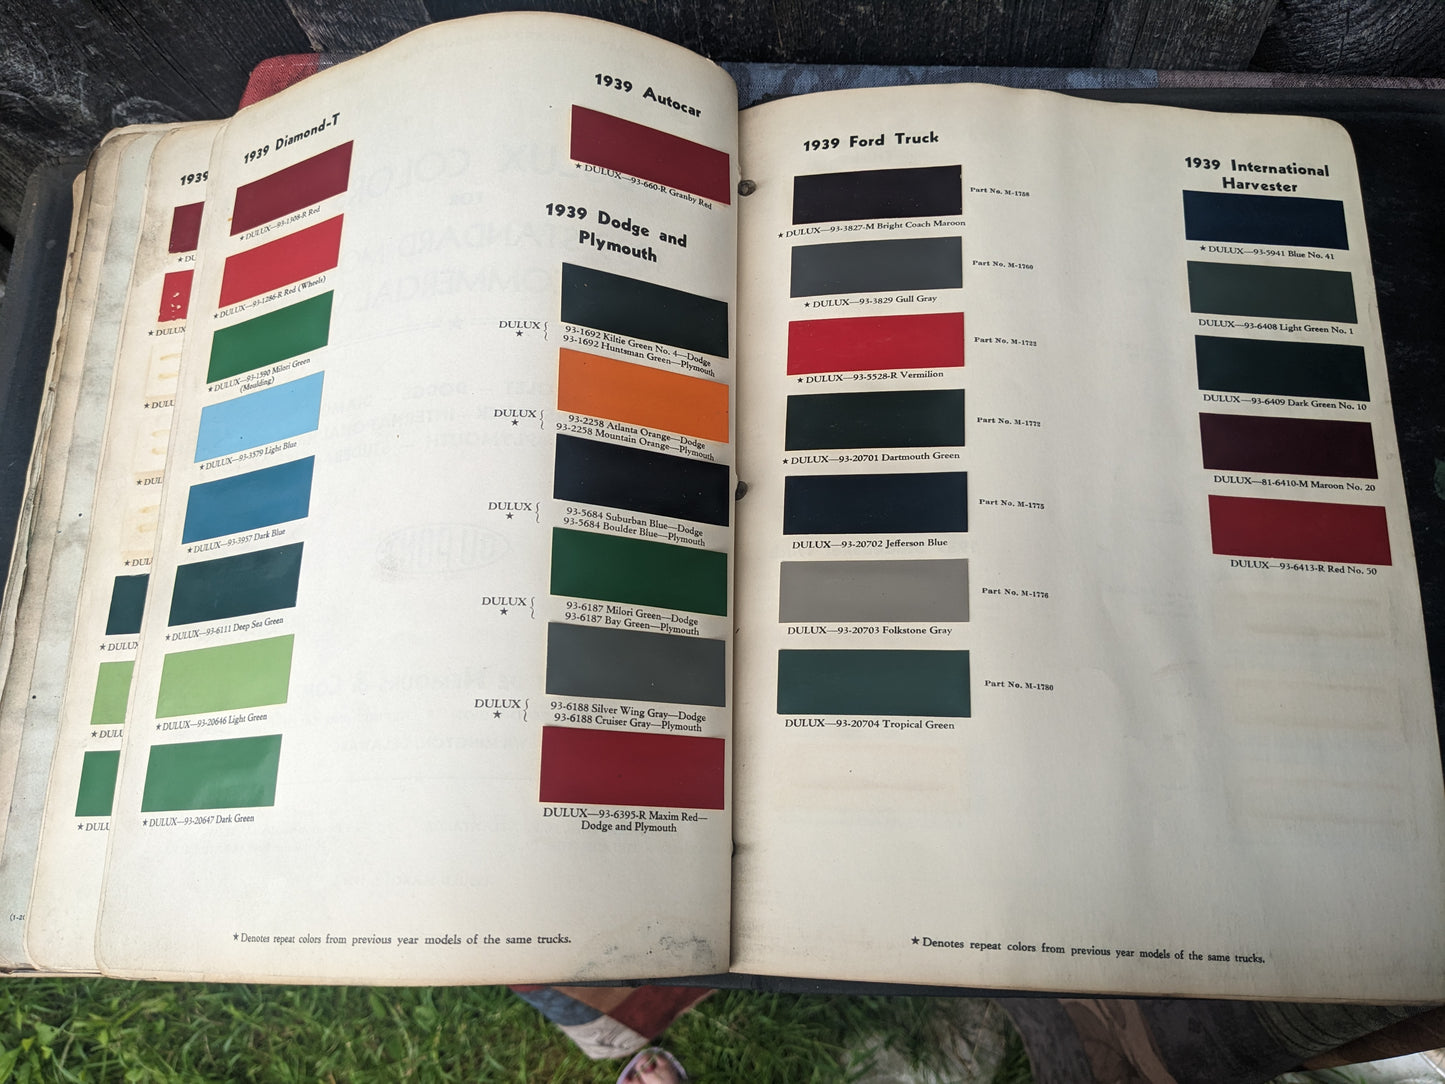 1939
★ DULUX
★ DULUX
★ DULUX
★ DULU
★ DULU
★ DULU
★ DUL
(1-20
1939 Diamond-T
★ DULUX—93-1308-R Red
★ DULUX—93-1286-R Red (Wheels)
★ DULUX—93-1590 Milori Green
(Moulding)
★ DULUX—93-3579 Light Blue
★ DULUX—93-3957 Dark Blue
★ DULUX—93-6111 Deep Sea Green
★ DULUX—93-20646 Light Green
★ DULUX—93-20647 Dark Green
1939 Autocar
★ DULUX—93-660-R Granby Red
1939 Dodge and
Plymouth
DULUX ★ { 93-1692 Kiltie Green No. 4—Dodge
93-1692 Huntsman Green—Plymouth
DULUX ★ { 93-2258 Atlanta Orange—Dodge
93-2258 Mountain Orange—Plymouth
DULUX ★ { 93-5684 Suburban Blue—Dodge
93-5684 Boulder Blue—Plymouth
DULUX ★ { 93-6187 Milori Green—Dodge
93-6187 Bay Green—Plymouth
DULUX ★ { 93-6188 Silver Wing Gray—Dodge
93-6188 Cruiser Gray—Plymouth
DULUX—93-6395-R Maxim Red—
Dodge and Plymouth
★ Denotes repeat colors from previous year models of the same trucks.
1939 Ford Truck
Part No. M-1758
★ DULUX—93-3827-M Bright Coach Maroon
Part No. M-1760
★ DULUX—93-3829 Gull Gray
Part No. M-1722
★ DULUX—93-5528-R Vermilion
Part No. M-1772
★ DULUX—93-20701 Dartmouth Green
Part No. M-1775
DULUX—93-20702 Jefferson Blue
Part No. M-1776
DULUX—93-20703 Folkstone Gray
Part No. M-1780
DULUX—93-20704 Tropical Green
1939 International
Harvester
★ DULUX—93-5941 Blue No. 41
DULUX—93-6408 Light Green No. 1
DULUX—93-6409 Dark Green No. 10
DULUX—81-6410-M Maroon No. 20
DULUX—93-6413-R Red No. 50
★ Denotes repeat colors from previous year models of the same trucks.